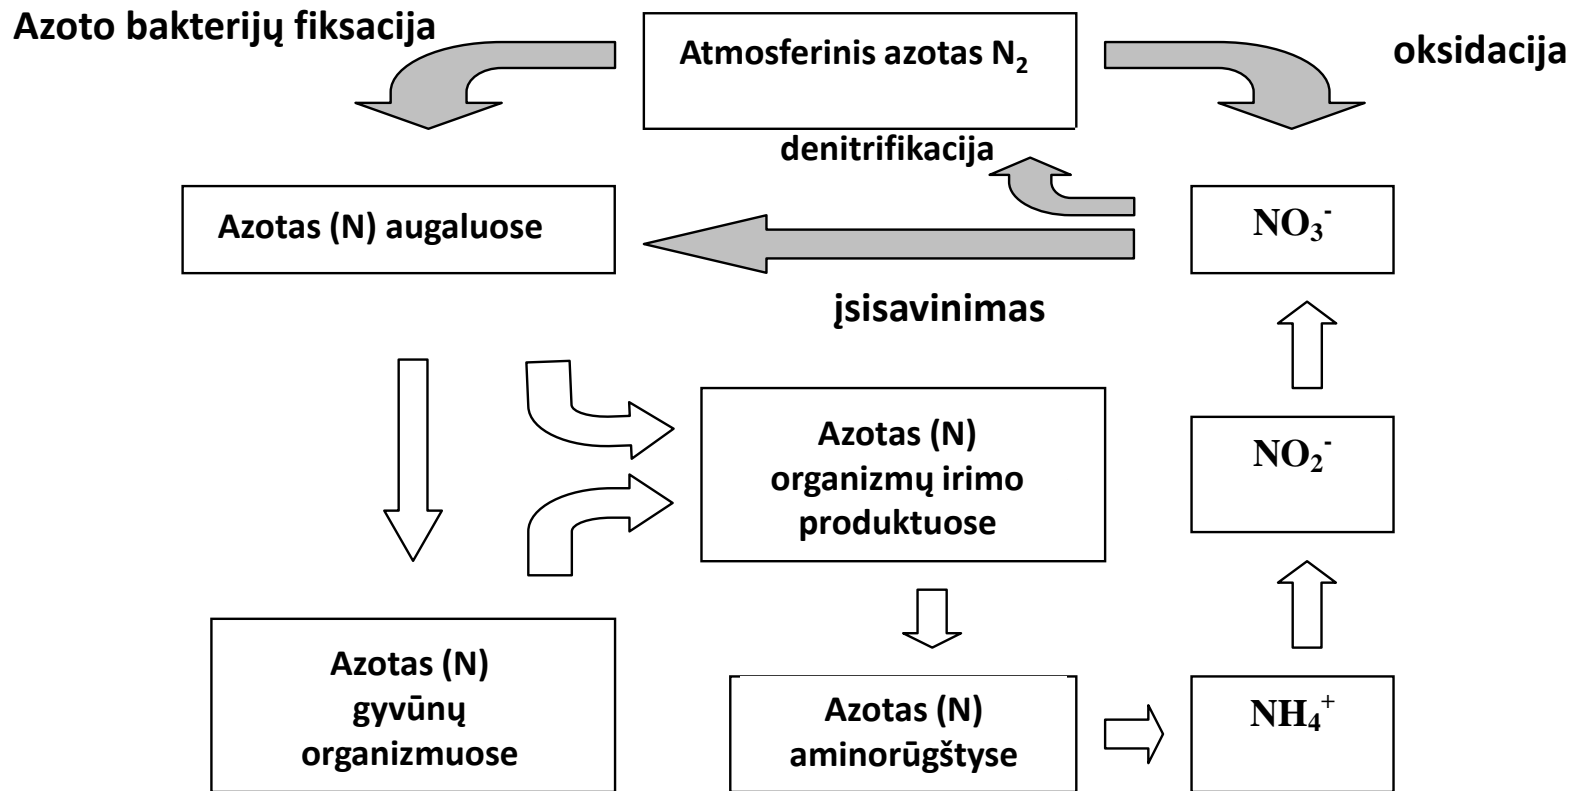 Azoto bakterijų fiksacija
Atmosferinis azotas N₂
oksidacija
denitrifikacija
Azotas (N) augaluose
NO₃⁻
įsisavinimas
Azotas (N)
organizmų irimo
produktuose
NO₂⁻
Azotas (N)
gyvūnų
organizmuose
Azotas (N)
aminorūgštyse
NH₄⁺